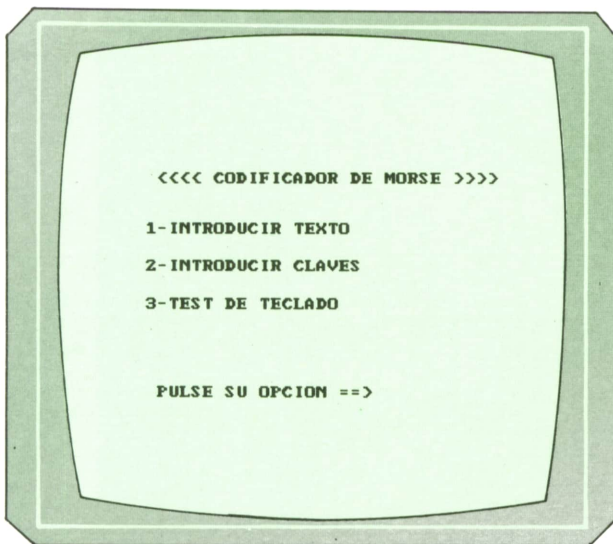 <<<< CODIFICADOR DE MORSE >>>>
1-INTRODUCIR TEXTO
2-INTRODUCIR CLAVES
3-TEST DE TECLADO
PULSE SU OPCION ==>